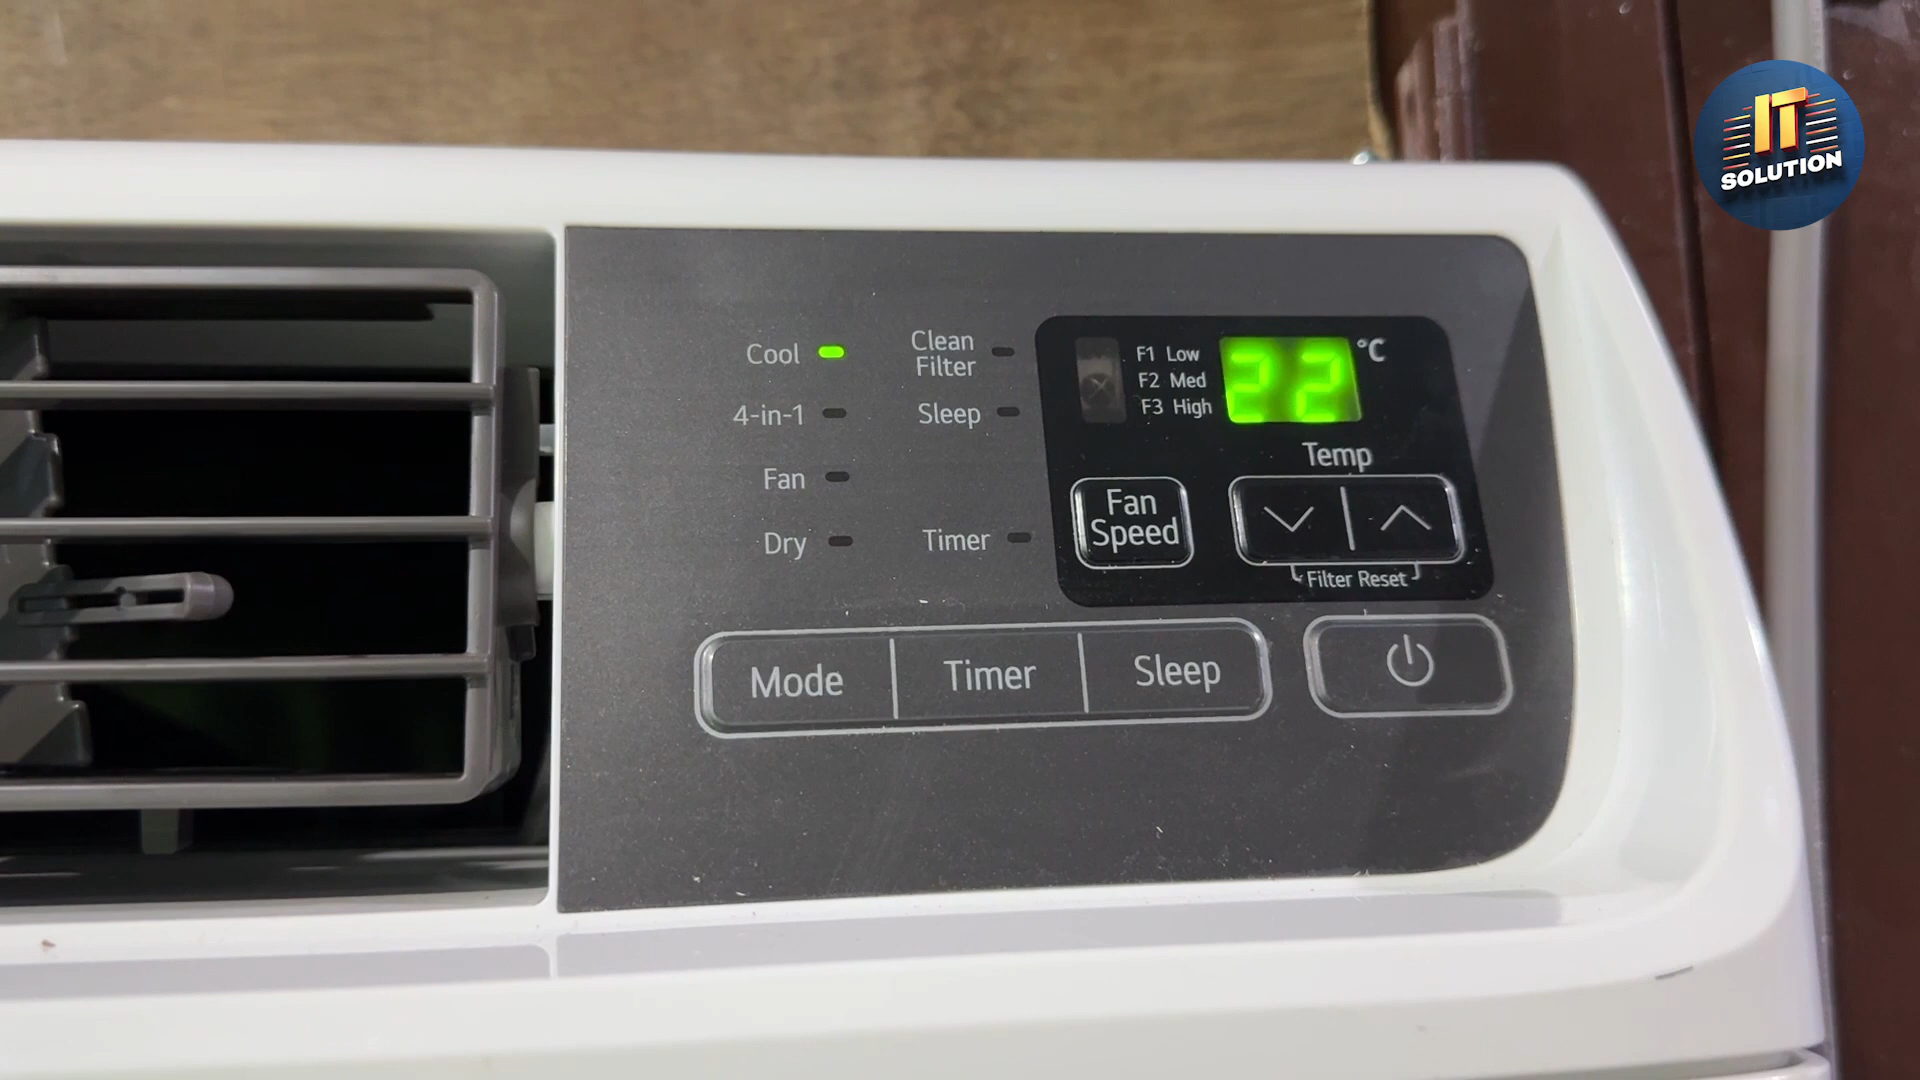 IT
SOLUTION
Cool
Clean
Filter
4-in-1
Sleep
Fan
Dry
Timer
F1 Low
F2 Med
F3 High
22
°C
Temp
Fan
Speed
Filter Reset
Mode
Timer
Sleep